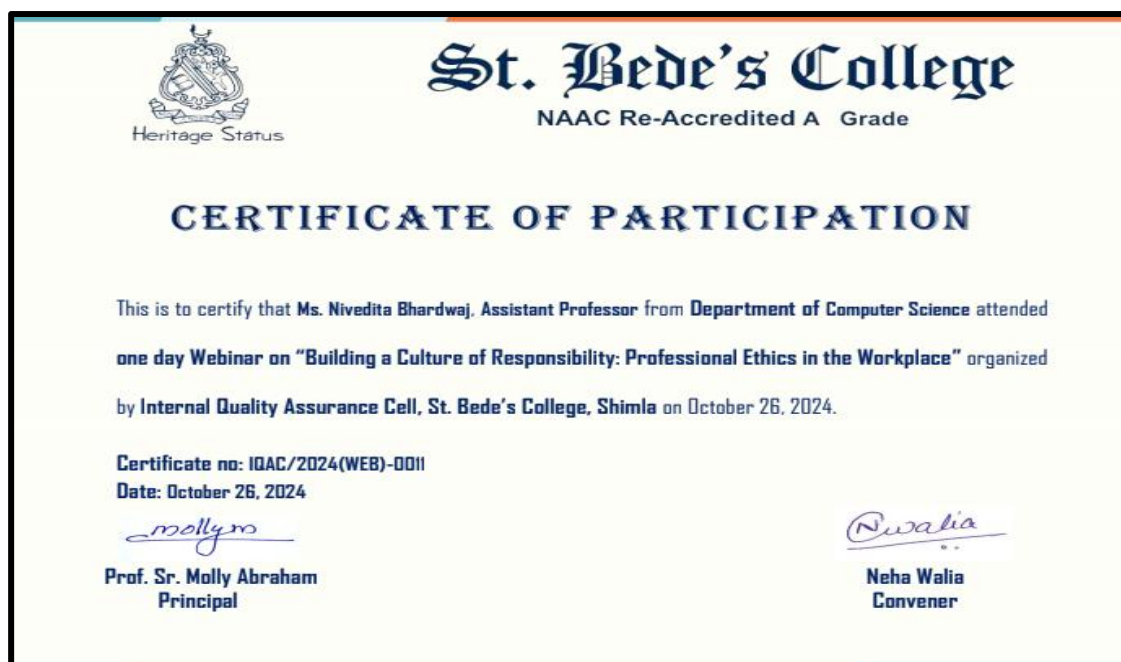 St. Bede's College
NAAC Re-Accredited A Grade
Heritage Status
CERTIFICATE OF PARTICIPATION
This is to certify that Ms. Nivedita Bhardwaj, Assistant Professor from Department of Computer Science attended
one day Webinar on “Building a Culture of Responsibility: Professional Ethics in the Workplace” organized
by Internal Quality Assurance Cell, St. Bede’s College, Shimla on October 26, 2024.
Certificate no: IQAC/2024(WEB)-0011
Date: October 26, 2024
mollym
Nwalia
Prof. Sr. Molly Abraham
Principal
Neha Walia
Convener